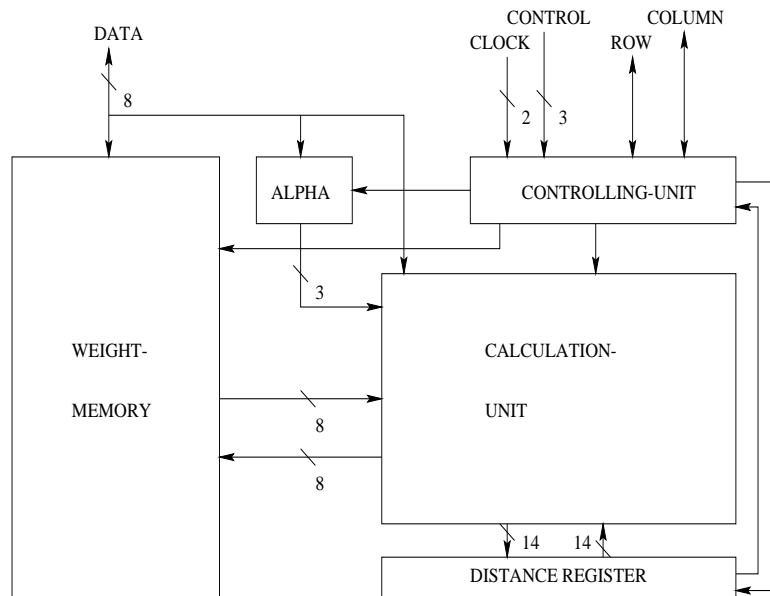 COLUMN
CONTROL
DATA
CLOCK
ROW
8
2
3
ALPHA
CONTROLLING-UNIT
3
WEIGHT-
MEMORY
CALCULATION-
UNIT
8
8
14
14
DISTANCE REGISTER